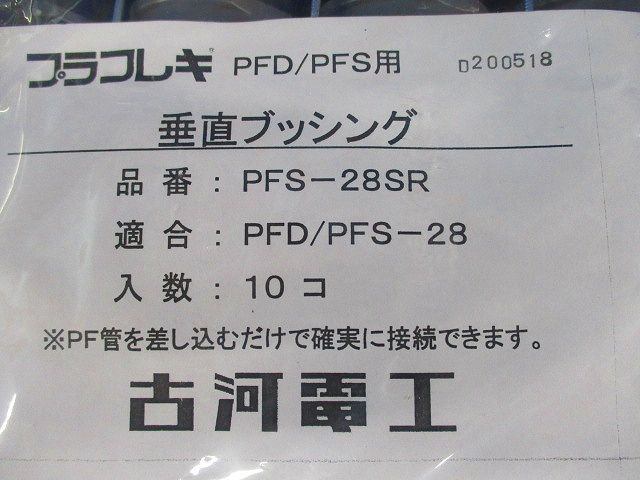 プラフレキ® PFD/PFS用 D200518
垂直ブッシング
品番：PFS－28SR
適合：PFD/PFS－28
入数：10コ
※PF管を差し込むだけで確実に接続できます。
古河電工